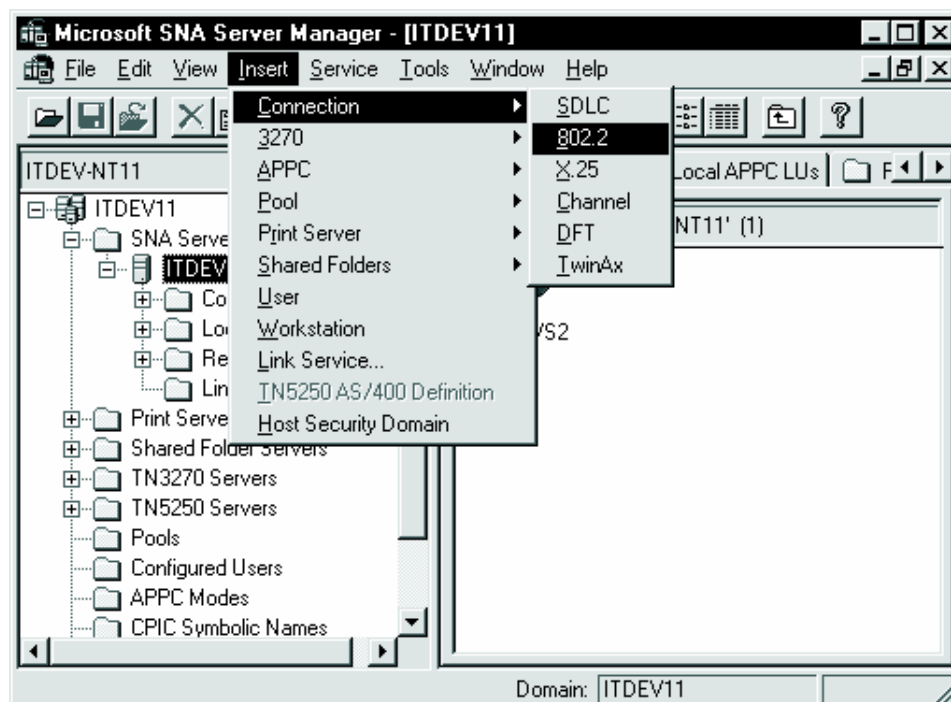 Microsoft SNA Server Manager - [ITDEV11]
File Edit View Insert Service Tools Window Help
Connection
3270
APPC
Pool
Print Server
Shared Folders
User
Workstation
Link Service...
TN5250 AS/400 Definition
Host Security Domain
SDLC
802.2
X.25
Channel
DFT
TwinAx
ITDEV-NT11
Local APPC LUs
NT11' (1)
ITDEV11
SNA Serve
ITDEV
Co
Lo
Re
Lin
Print Serve
Shared Folder Servers
TN3270 Servers
TN5250 Servers
Pools
Configured Users
APPC Modes
CPIC Symbolic Names
Domain: ITDEV11